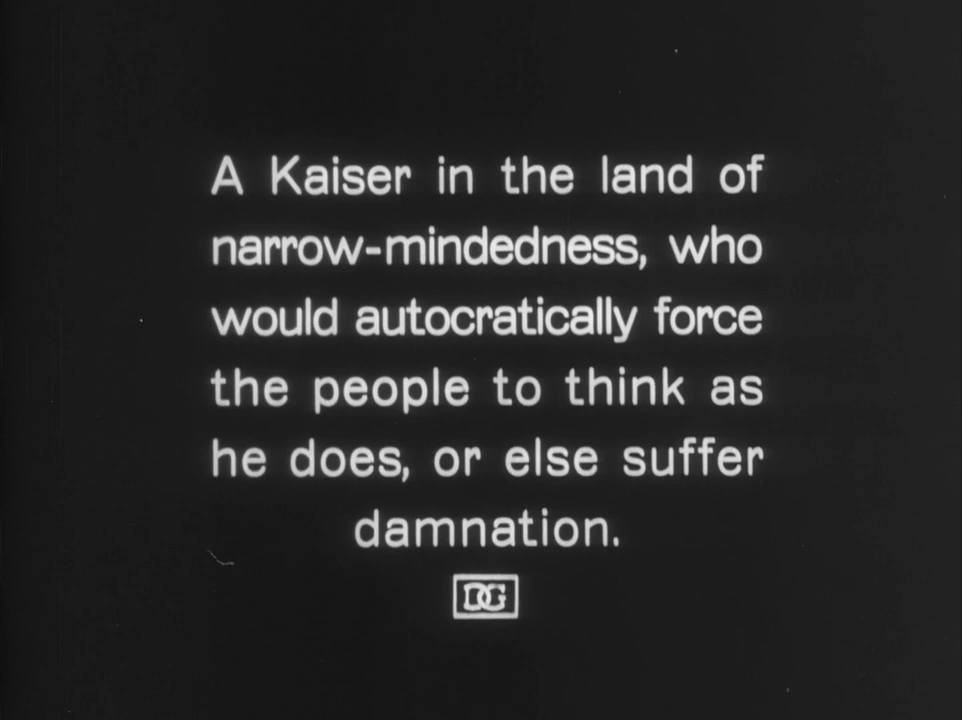 A Kaiser in the land of
narrow-mindedness, who
would autocratically force
the people to think as
he does, or else suffer
damnation.
DG